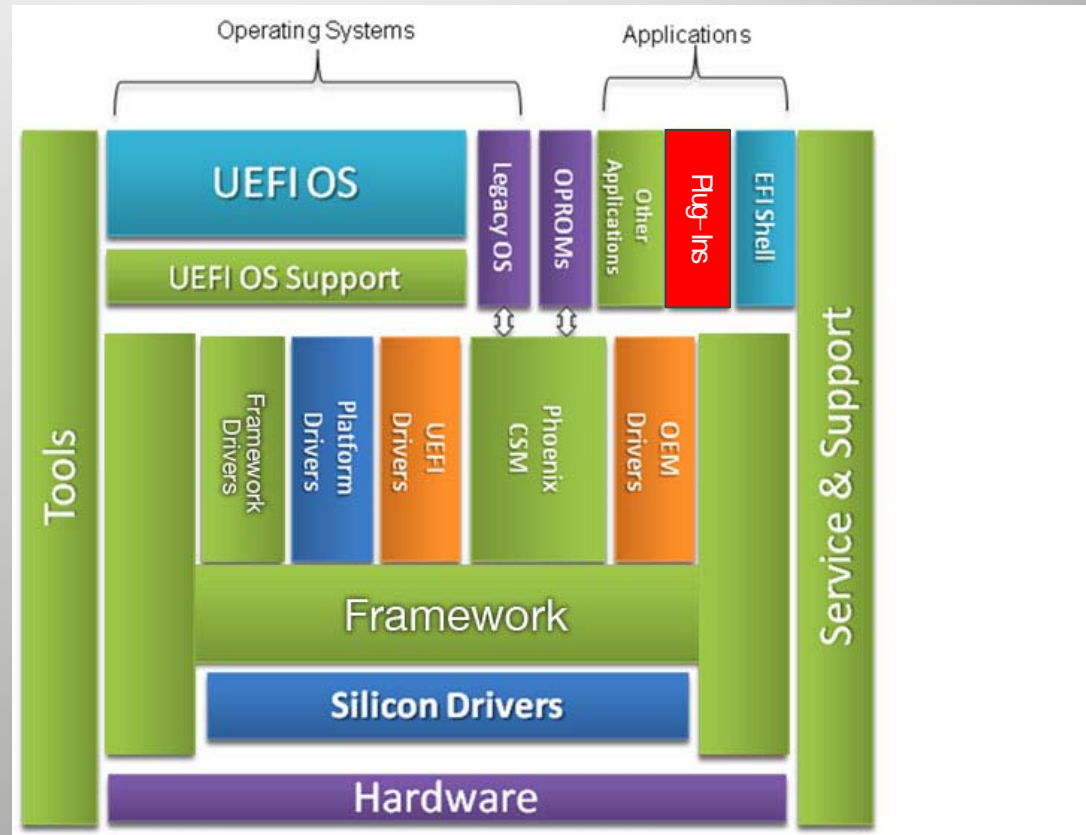 Operating Systems
Applications
Tools
UEFI OS
Legacy OS
OPROMs
Other
Applications
Plug-Ins
EFI Shell
Service & Support
UEFI OS Support
Framework
Drivers
Platform
Drivers
UEFI
Drivers
Phoenix
CSM
OEM
Drivers
Framework
Silicon Drivers
Hardware